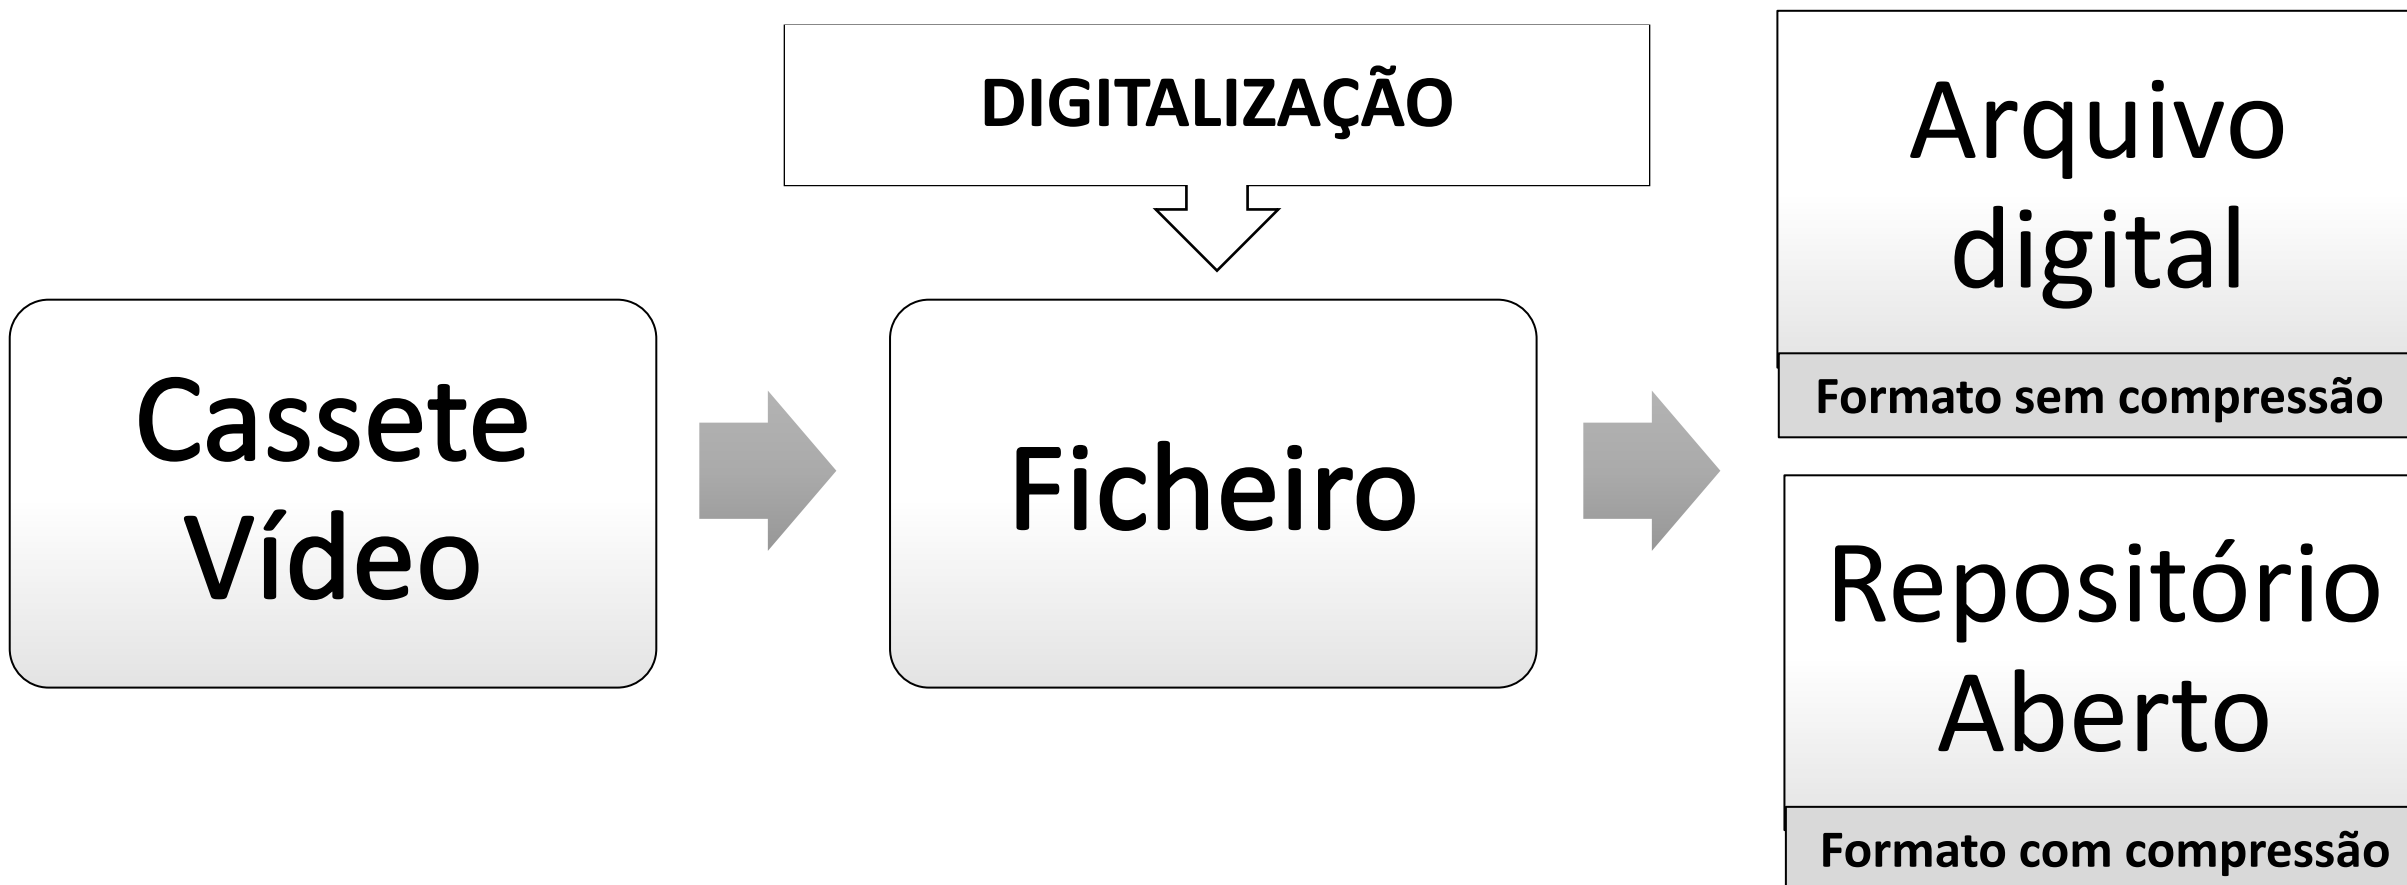 DIGITALIZAÇÃO
Cassete
Vídeo
Ficheiro
Arquivo
digital
Formato sem compressão
Repositório
Aberto
Formato com compressão